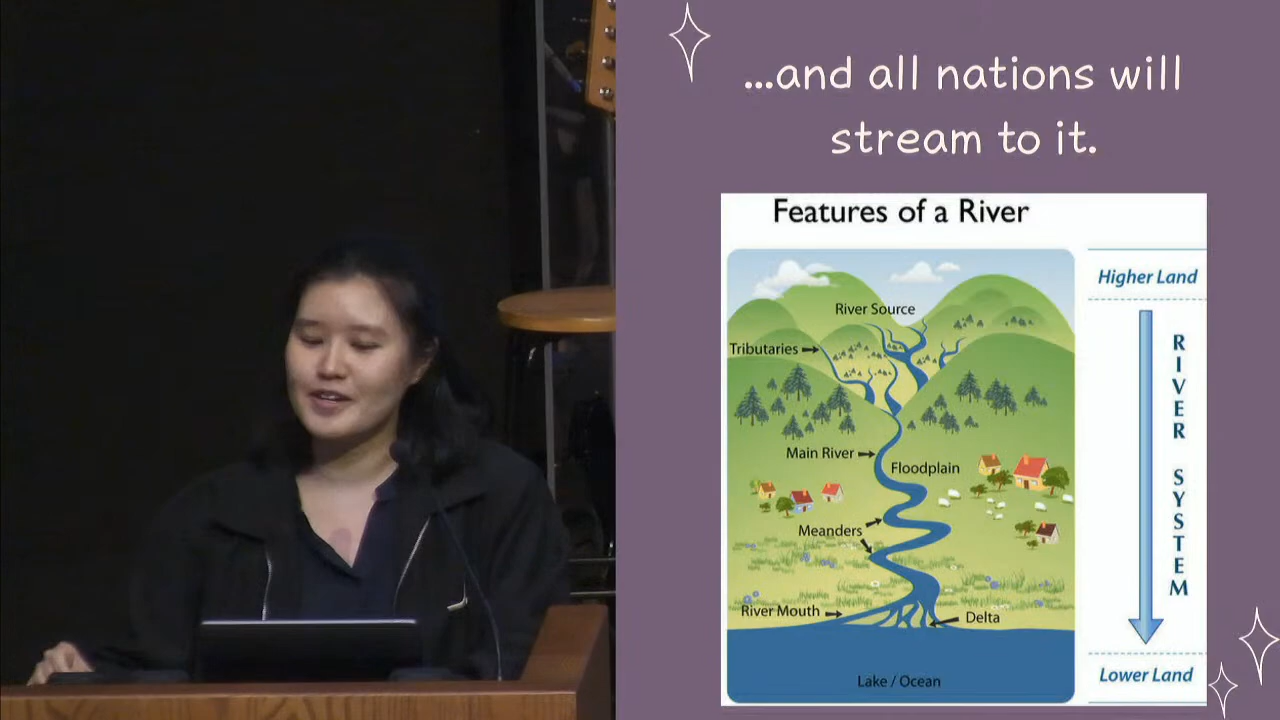 ...and all nations will
stream to it.
Features of a River
Higher Land
River Source
Tributaries
Main River
Floodplain
Meanders
River Mouth
Delta
Lake / Ocean
RIVER SYSTEM
Lower Land